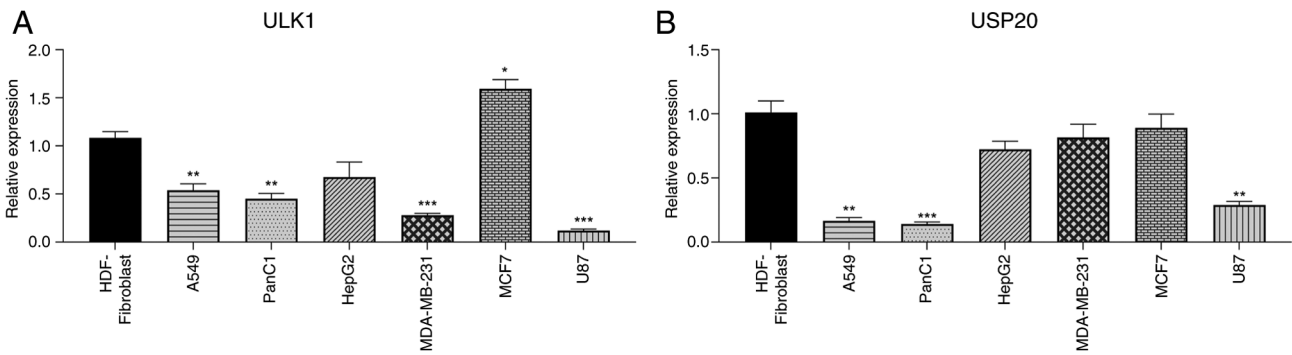 A
ULK1
Relative expression
2.0
1.5
1.0
0.5
0.0
**
**
***
*
***
HDF-
Fibroblast
A549
PanC1
HepG2
MDA-MB-231
MCF7
U87
B
USP20
Relative expression
1.5
1.0
0.5
0.0
**
***
**
HDF-
Fibroblast
A549
PanC1
HepG2
MDA-MB-231
MCF7
U87